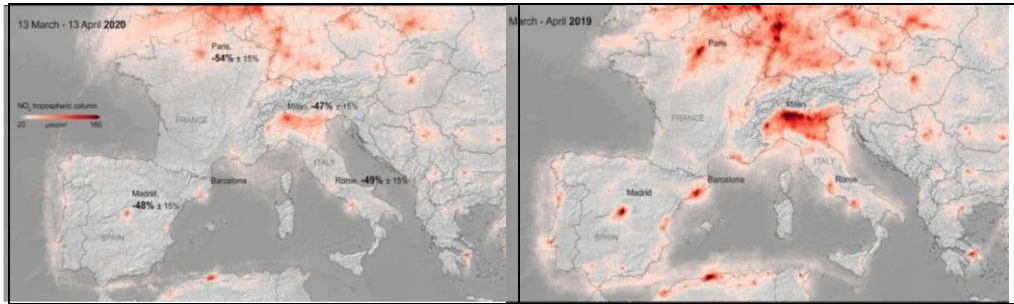 13 March - 13 April 2020
Paris,
-54% ± 15%
Milan, -47% ± 15%
NO₂ tropospheric column
20 160
FRANCE
ITALY
Barcelona
Rome, -49% ± 15%
Madrid,
-48% ± 15%
SPAIN
March - April 2019
Paris
Milan
FRANCE
ITALY
Barcelona
Rome
Madrid
SPAIN